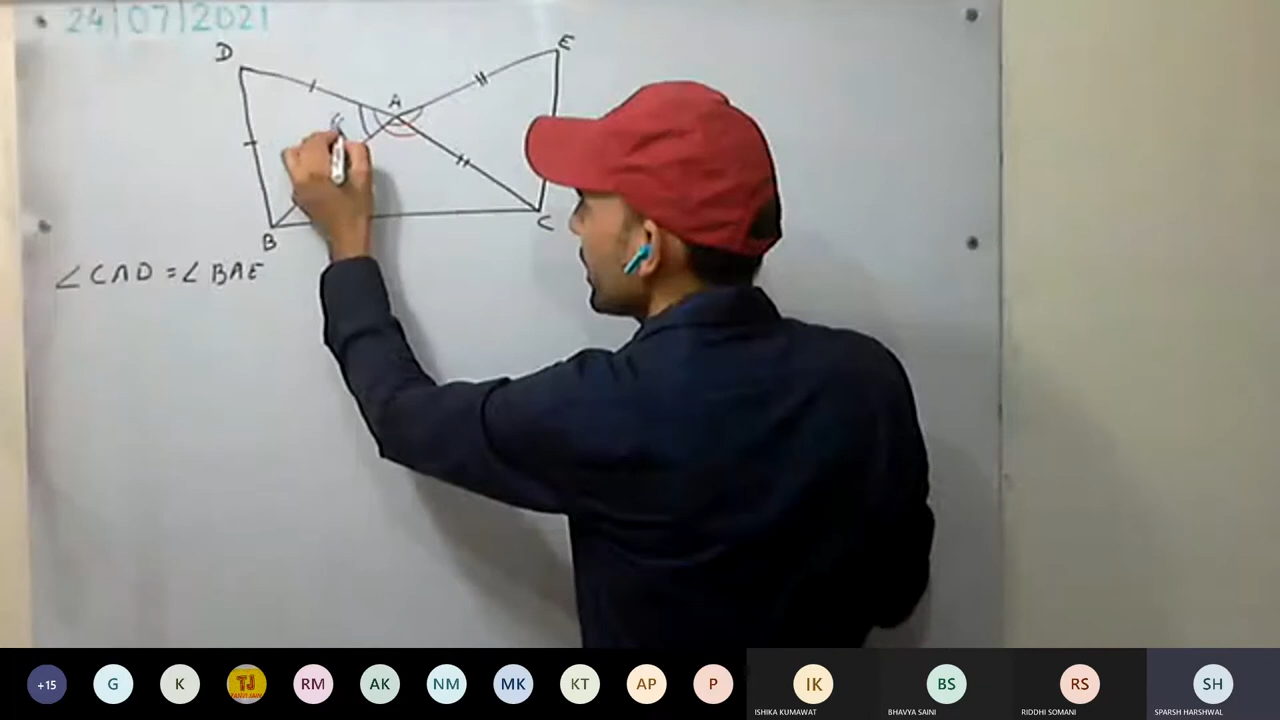 24|07|2021
D
E
A
B
C
∠CAD = ∠BAE
+15
G
K
TJ
RM
AK
NM
MK
KT
AP
P
IK
BS
RS
SH
ISHIKA KUMAWAT
BHAVYA SAINI
RIDDHI SOMANI
SPARSH HARSHWAL